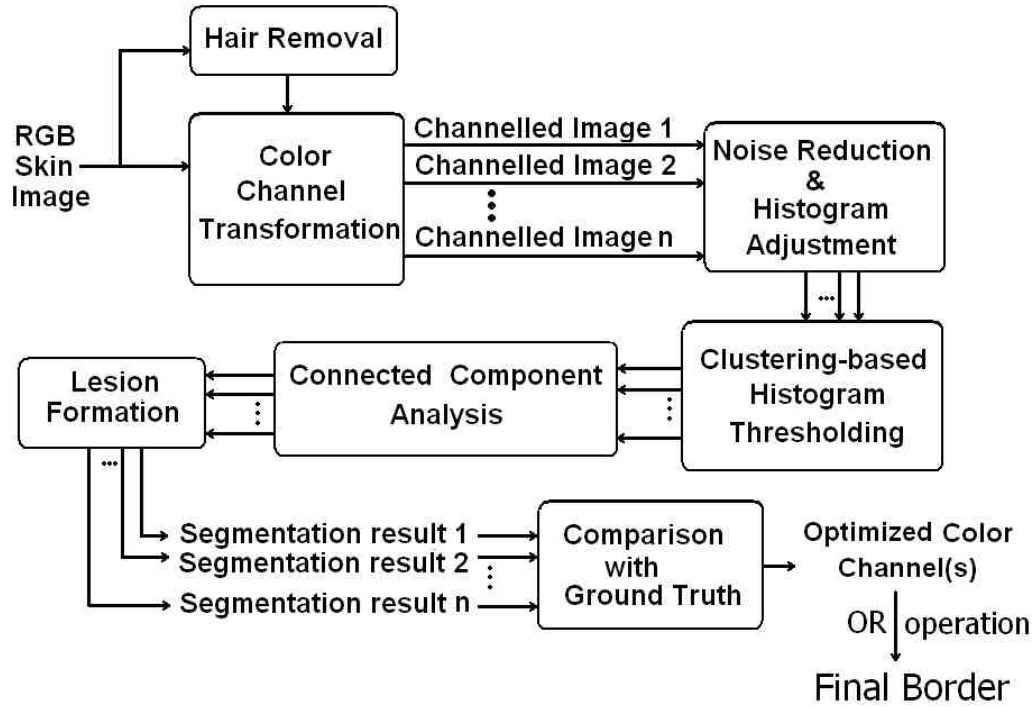 Hair Removal
RGB
Skin
Image
Color
Channel
Transformation
Channelled Image 1
Channelled Image 2
Channelled Image n
Noise Reduction
&
Histogram
Adjustment
...
Clustering-based
Histogram
Thresholding
Connected Component
Analysis
Lesion
Formation
...
Segmentation result 1
Segmentation result 2
Segmentation result n
Comparison
with
Ground Truth
Optimized Color
Channel(s)
OR operation
Final Border